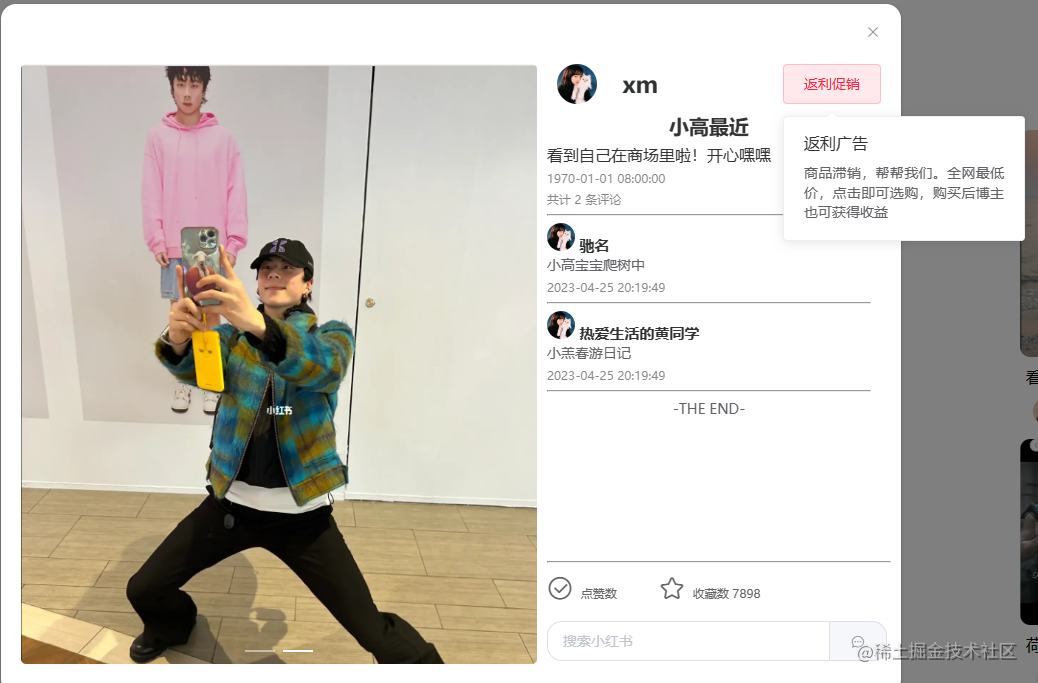 xm
返利促销
小高最近
看到自己在商场里啦！开心嘿嘿
1970-01-01 08:00:00
共计 2 条评论
返利广告
商品滞销，帮帮我们。全网最低
价，点击即可选购，购买后博主
也可获得收益
驰名
小高宝宝爬树中
2023-04-25 20:19:49
热爱生活的黄同学
小羔春游日记
2023-04-25 20:19:49
-THE END-
小红书
点赞数
收藏数 7898
搜索小红书
看
荷
@稀土掘金技术社区